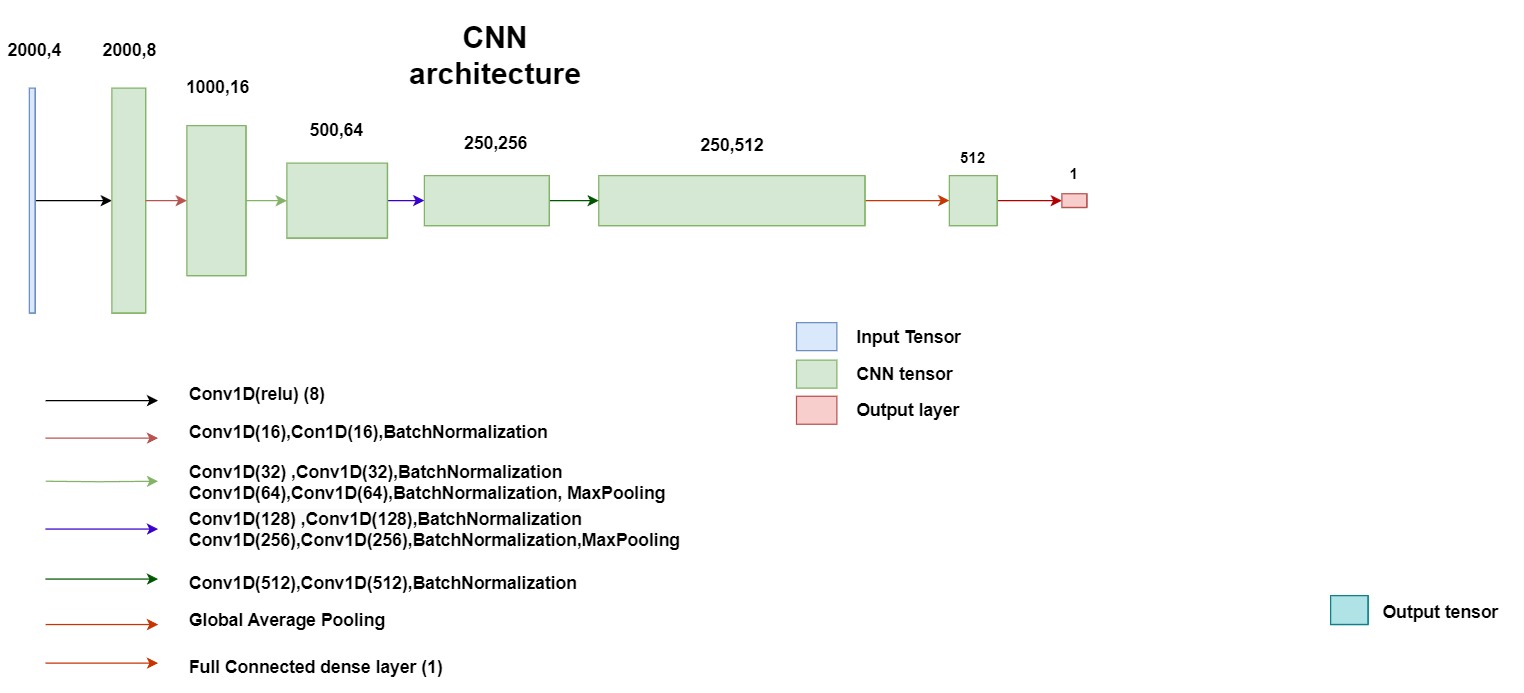 CNN
architecture
2000,4
2000,8
1000,16
500,64
250,256
250,512
512
1
Input Tensor
CNN tensor
Output layer
Conv1D(relu) (8)
Conv1D(16),Con1D(16),BatchNormalization
Conv1D(32) ,Conv1D(32),BatchNormalization
Conv1D(64),Conv1D(64),BatchNormalization, MaxPooling
Conv1D(128) ,Conv1D(128),BatchNormalization
Conv1D(256),Conv1D(256),BatchNormalization,MaxPooling
Conv1D(512),Conv1D(512),BatchNormalization
Global Average Pooling
Full Connected dense layer (1)
Output tensor